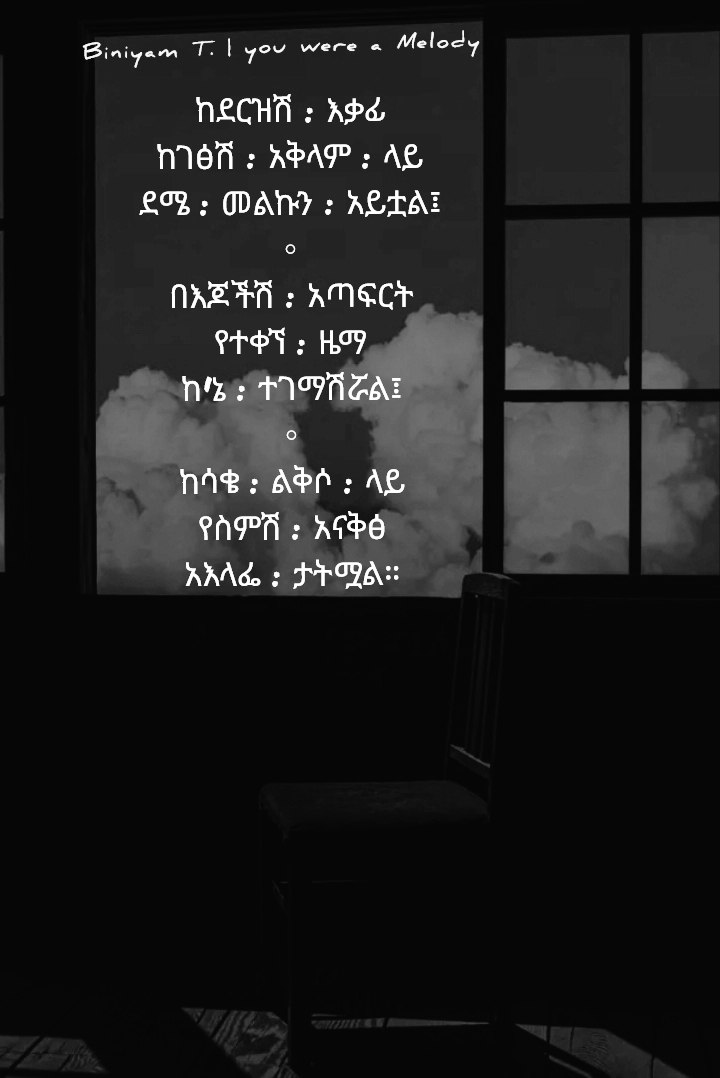 Biniyam T. | you were a Melody
ከደርዝሽ ፡ እቃፊ
ከገፅሽ ፡ አቅላም ፡ ላይ
ደሜ ፡ መልኩን ፡ አይቷል፤
°
በእጆችሽ ፡ አጣፍርት
የተቀኘ ፡ ዜማ
ከ'ኔ ፡ ተገማሽሯል፤
°
ከሳቄ ፡ ልቅሶ ፡ ላይ
የስምሽ ፡ አናቅፅ
አእላፌ ፡ ታትሟል።